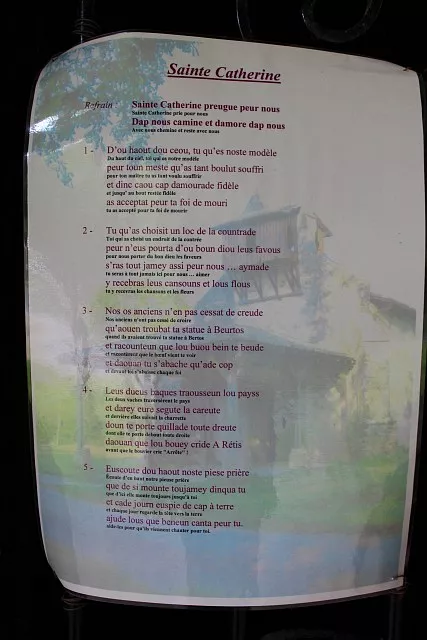 Sainte Catherine
Refrain Sainte Catherine preugue peur nous
Sainte Catherine prie pour nous
Dap nous camine et damore dap nous
Avec nous chemine et reste avec nous
1 - D'ou haout dou ceou, tu qu'es noste modèle
Du haut du ciel, toi qui es notre modèle
peur toun meste qu'as tant boulut souffri
pour ton maître tu as tant voulu souffrir
et dinc caou cap damourade fidèle
et jusqu'au bout restée fidèle
as acceptat peur ta foi de mouri
tu as accepté pour ta foi de mourir
2 - Tu qu'as choisit un loc de la countrade
Toi qui as choisi un endroit de la contrée
peur n'eus pourta d'ou boun diou leus favous
pour nous porter du bon dieu les faveurs
s'ras tout jamey assi peur nous ... aymade
tu seras à tout jamais ici pour nous ... aimer
y recebras leus cansouns et lous flous
tu y recevras les chansons et les fleurs
3 - Nos os anciens n'en pas cessat de creude
Nos anciens n'ont pas cessé de croire
qu'aouen troubat ta statue à Beurtos
quand ils avaient trouvé ta statue à Bertos
et racounteun que lou buou bein te beude
et racontaient que le bœuf vient te voir
et daouan tu s'abache qu'ade cop
et devant toi s'abaisse chaque foi
4 - Leus dueus baques traousseun lou payss
Les deux vaches traversèrent le pays
et darey eure segute la careute
et derrière elles suivait la charrette
doun te porte quillade toute dreute
dont elle te porte debout toute droite
daouan que lou bouey cride A Rétis
avant que le bouvier crie "Arrête" !
5 - Euscoute dou haout noste piese prière
Écoute d'en haut notre pieuse prière
que de si mounte toujamey dinqua tu
que d'ici elle monte toujours jusqu'à toi
et cade journ euspie de cap à terre
et chaque jour regarde la tête vers la terre
ajude lous que beneun canta peur tu.
aide-les pour qu'ils viennent chanter pour toi.